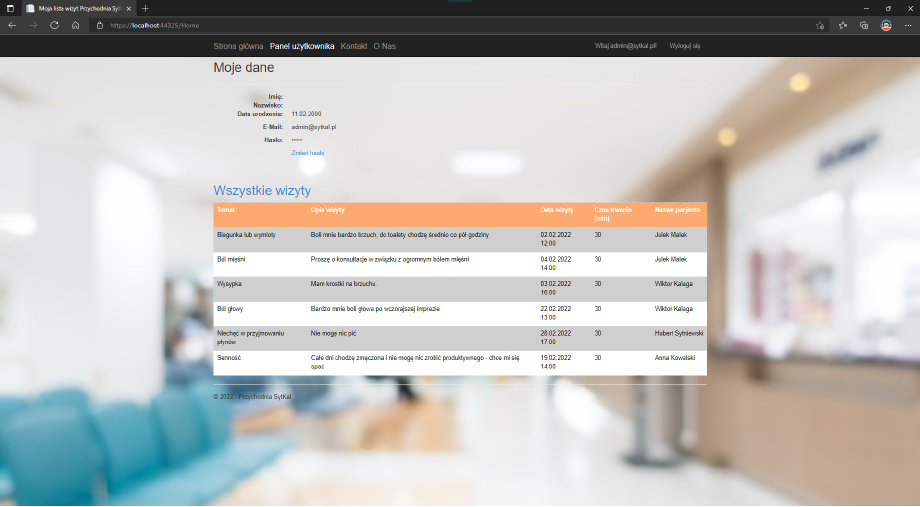 Moja lista wizyt Przychodnia Sytk
https://localhost:44325/Home
Strona główna Panel użytkownika Kontakt O Nas Witaj admin@sytkal.pl! Wyloguj się
Moje dane
Imię:
Nazwisko:
Data urodzenia: 11.02.2000
E-Mail: admin@sytkal.pl
Hasło: •••••
Zmień hasło
Wszystkie wizyty
Temat Opis wizyty Data wizyty Czas trwania Nazwa pacjenta
(min)
Biegunka lub wymioty Boli mnie bardzo brzuch, do toalety chodzę średnio co pół godziny 02.02.2022 30 Julek Malek
12:00
Ból mięśni Proszę o konsultacje w związku z ogromnym bólem mięśni 04.02.2022 30 Julek Malek
14:00
Wysypka Mam krostki na brzuchu. 03.02.2022 30 Wiktor Kalaga
16:00
Ból głowy Bardzo mnie boli głowa po wczorajszej imprezie 22.02.2022 30 Wiktor Kalaga
13:00
Niechęć w przyjmowaniu Nie mogę nic pić 28.02.2022 30 Hubert Sytniewski
płynów 17:00
Senność Całe dni chodzę zmęczona i nie mogę nic zrobić produktywnego - chce mi się 19.02.2022 30 Anna Kowalski
spać 14:00
© 2022 - Przychodnia SytKal